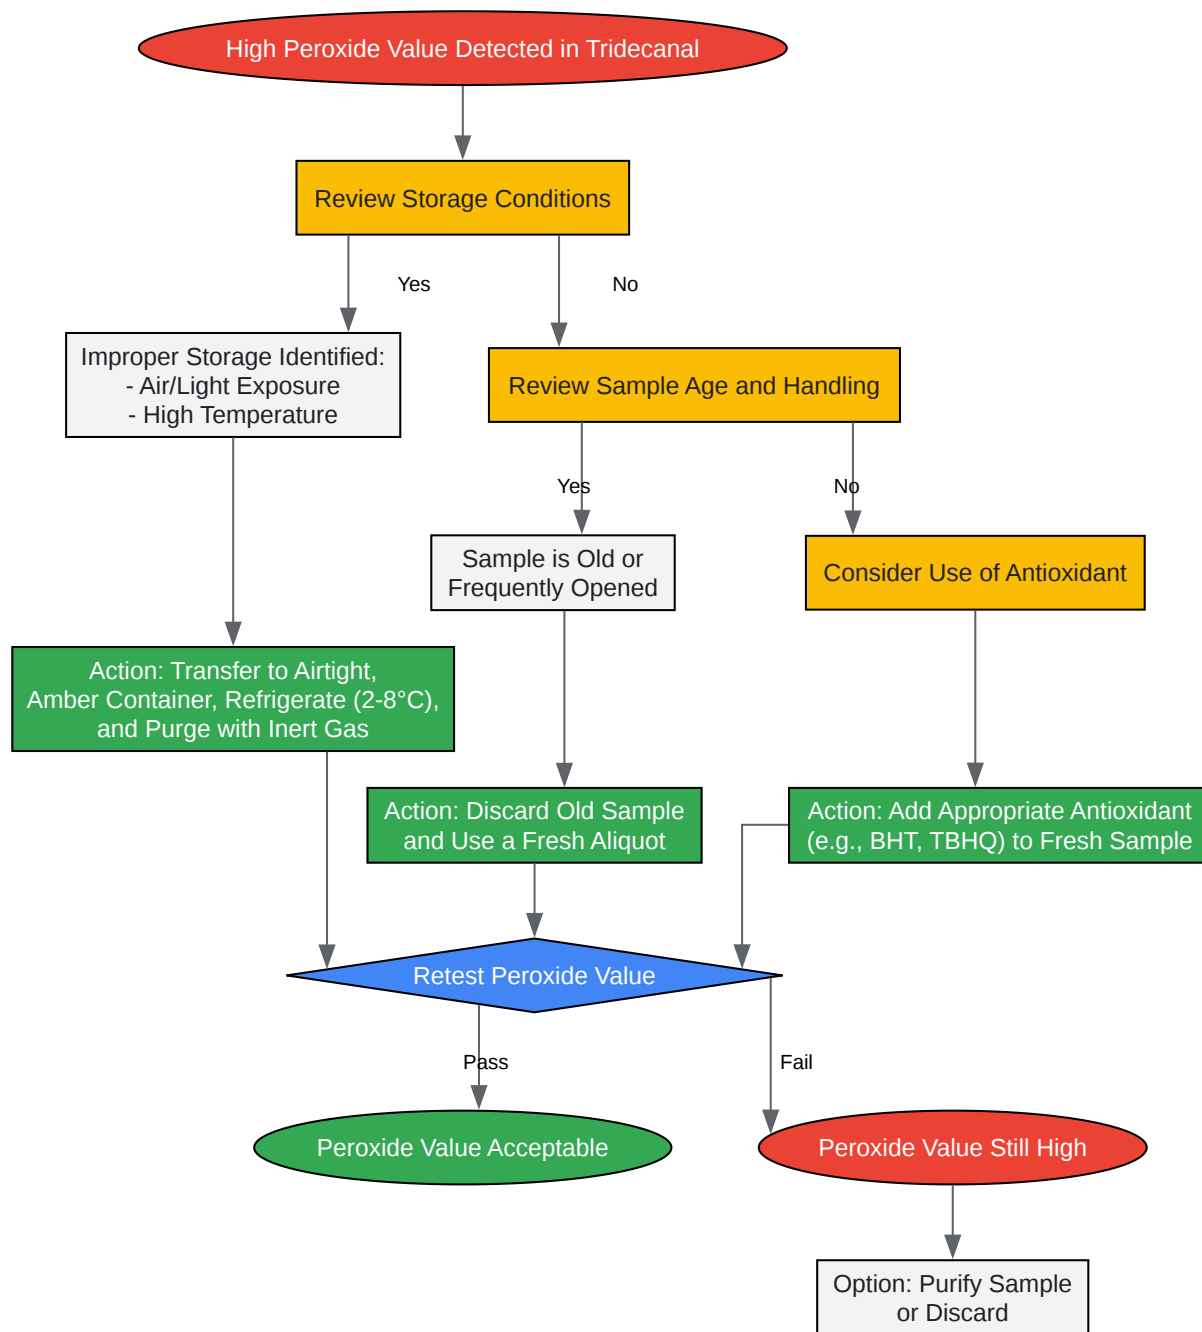 High Peroxide Value Detected in Tridecanal
Review Storage Conditions
Yes
No
Improper Storage Identified:
- Air/Light Exposure
- High Temperature
Review Sample Age and Handling
Yes
No
Sample is Old or
Frequently Opened
Consider Use of Antioxidant
Action: Transfer to Airtight,
Amber Container, Refrigerate (2-8°C),
and Purge with Inert Gas
Action: Discard Old Sample
and Use a Fresh Aliquot
Action: Add Appropriate Antioxidant
(e.g., BHT, TBHQ) to Fresh Sample
Retest Peroxide Value
Pass
Fail
Peroxide Value Acceptable
Peroxide Value Still High
Option: Purify Sample
or Discard